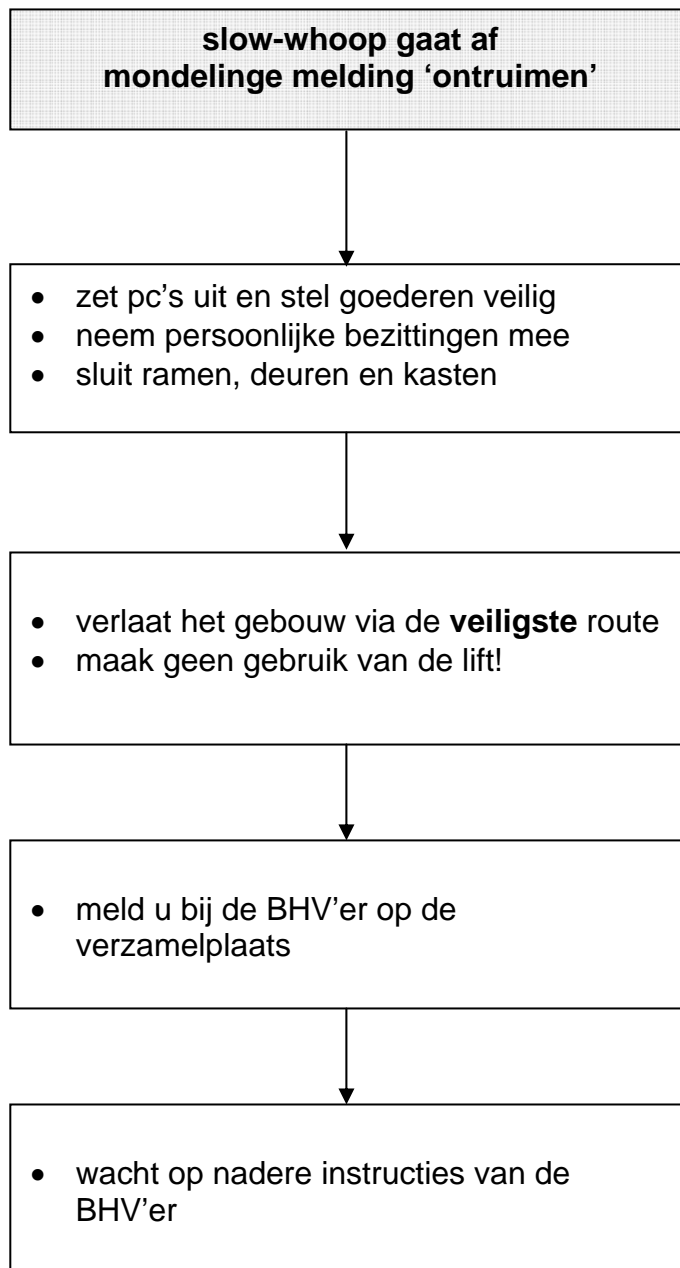 slow-whoop gaat af
mondelinge melding ‘ontruimen’
• zet pc’s uit en stel goederen veilig
• neem persoonlijke bezittingen mee
• sluit ramen, deuren en kasten
• verlaat het gebouw via de veiligste route
• maak geen gebruik van de lift!
• meld u bij de BHV’er op de
verzamelplaats
• wacht op nadere instructies van de
BHV’er